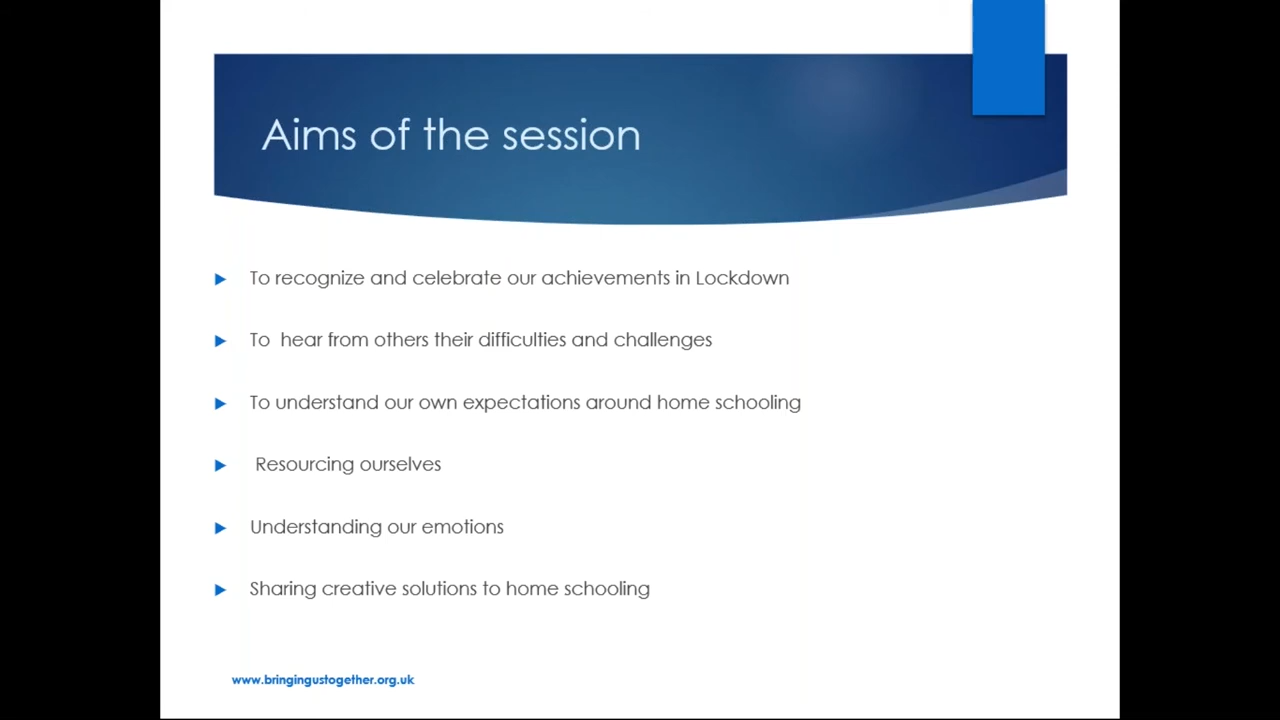 Aims of the session
To recognize and celebrate our achievements in Lockdown
To  hear from others their difficulties and challenges
To understand our own expectations around home schooling
Resourcing ourselves
Understanding our emotions
Sharing creative solutions to home schooling
www.bringingustogether.org.uk